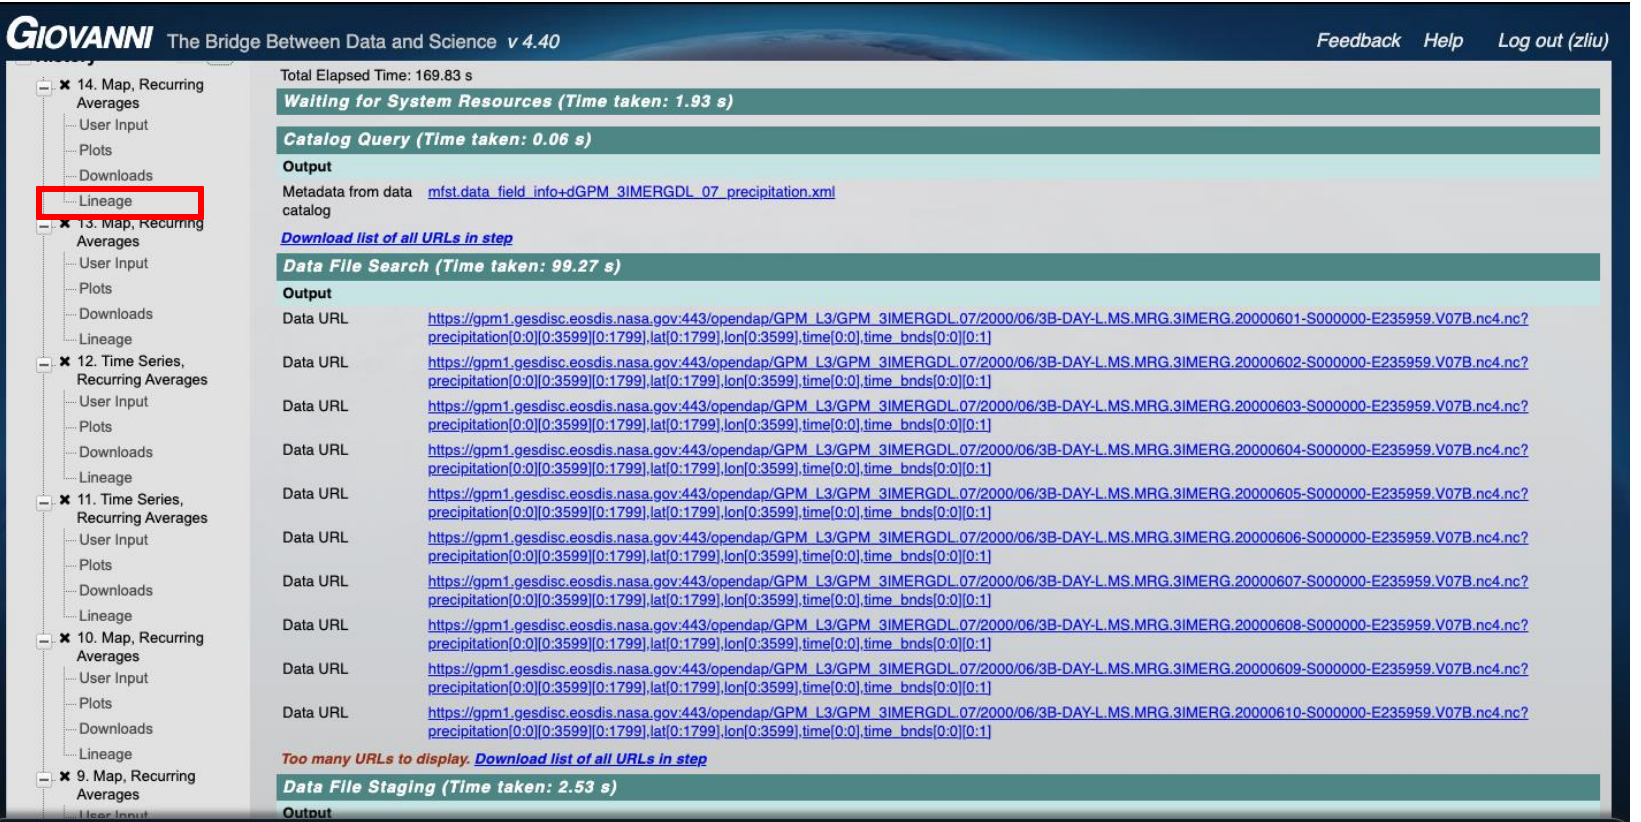 GIOVANNI The Bridge Between Data and Science v 4.40
Feedback Help Log out (zliu)
History
14. Map, Recurring
Averages
User Input
Plots
Downloads
Lineage
13. Map, Recurring
Averages
User Input
Plots
Downloads
Lineage
12. Time Series,
Recurring Averages
User Input
Plots
Downloads
Lineage
11. Time Series,
Recurring Averages
User Input
Plots
Downloads
Lineage
10. Map, Recurring
Averages
User Input
Plots
Downloads
Lineage
9. Map, Recurring
Averages
User Input
Total Elapsed Time: 169.83 s
Waiting for System Resources (Time taken: 1.93 s)
Catalog Query (Time taken: 0.06 s)
Output
Metadata from data mfst.data_field_info+dGPM_3IMERGDL_07_precipitation.xml
catalog
Download list of all URLs in step
Data File Search (Time taken: 99.27 s)
Output
Data URL https://gpm1.gesdisc.eosdis.nasa.gov:443/opendap/GPM_L3/GPM_3IMERGDL.07/2000/06/3B-DAY-L.MS.MRG.3IMERG.20000601-S000000-E235959.V07B.nc4.nc?
precipitation[0:0][0:3599][0:1799],lat[0:1799],lon[0:3599],time[0:0],time_bnds[0:0][0:1]
Data URL https://gpm1.gesdisc.eosdis.nasa.gov:443/opendap/GPM_L3/GPM_3IMERGDL.07/2000/06/3B-DAY-L.MS.MRG.3IMERG.20000602-S000000-E235959.V07B.nc4.nc?
precipitation[0:0][0:3599][0:1799],lat[0:1799],lon[0:3599],time[0:0],time_bnds[0:0][0:1]
Data URL https://gpm1.gesdisc.eosdis.nasa.gov:443/opendap/GPM_L3/GPM_3IMERGDL.07/2000/06/3B-DAY-L.MS.MRG.3IMERG.20000603-S000000-E235959.V07B.nc4.nc?
precipitation[0:0][0:3599][0:1799],lat[0:1799],lon[0:3599],time[0:0],time_bnds[0:0][0:1]
Data URL https://gpm1.gesdisc.eosdis.nasa.gov:443/opendap/GPM_L3/GPM_3IMERGDL.07/2000/06/3B-DAY-L.MS.MRG.3IMERG.20000604-S000000-E235959.V07B.nc4.nc?
precipitation[0:0][0:3599][0:1799],lat[0:1799],lon[0:3599],time[0:0],time_bnds[0:0][0:1]
Data URL https://gpm1.gesdisc.eosdis.nasa.gov:443/opendap/GPM_L3/GPM_3IMERGDL.07/2000/06/3B-DAY-L.MS.MRG.3IMERG.20000605-S000000-E235959.V07B.nc4.nc?
precipitation[0:0][0:3599][0:1799],lat[0:1799],lon[0:3599],time[0:0],time_bnds[0:0][0:1]
Data URL https://gpm1.gesdisc.eosdis.nasa.gov:443/opendap/GPM_L3/GPM_3IMERGDL.07/2000/06/3B-DAY-L.MS.MRG.3IMERG.20000606-S000000-E235959.V07B.nc4.nc?
precipitation[0:0][0:3599][0:1799],lat[0:1799],lon[0:3599],time[0:0],time_bnds[0:0][0:1]
Data URL https://gpm1.gesdisc.eosdis.nasa.gov:443/opendap/GPM_L3/GPM_3IMERGDL.07/2000/06/3B-DAY-L.MS.MRG.3IMERG.20000607-S000000-E235959.V07B.nc4.nc?
precipitation[0:0][0:3599][0:1799],lat[0:1799],lon[0:3599],time[0:0],time_bnds[0:0][0:1]
Data URL https://gpm1.gesdisc.eosdis.nasa.gov:443/opendap/GPM_L3/GPM_3IMERGDL.07/2000/06/3B-DAY-L.MS.MRG.3IMERG.20000608-S000000-E235959.V07B.nc4.nc?
precipitation[0:0][0:3599][0:1799],lat[0:1799],lon[0:3599],time[0:0],time_bnds[0:0][0:1]
Data URL https://gpm1.gesdisc.eosdis.nasa.gov:443/opendap/GPM_L3/GPM_3IMERGDL.07/2000/06/3B-DAY-L.MS.MRG.3IMERG.20000609-S000000-E235959.V07B.nc4.nc?
precipitation[0:0][0:3599][0:1799],lat[0:1799],lon[0:3599],time[0:0],time_bnds[0:0][0:1]
Data URL https://gpm1.gesdisc.eosdis.nasa.gov:443/opendap/GPM_L3/GPM_3IMERGDL.07/2000/06/3B-DAY-L.MS.MRG.3IMERG.20000610-S000000-E235959.V07B.nc4.nc?
precipitation[0:0][0:3599][0:1799],lat[0:1799],lon[0:3599],time[0:0],time_bnds[0:0][0:1]
Too many URLs to display. Download list of all URLs in step
Data File Staging (Time taken: 2.53 s)
Output